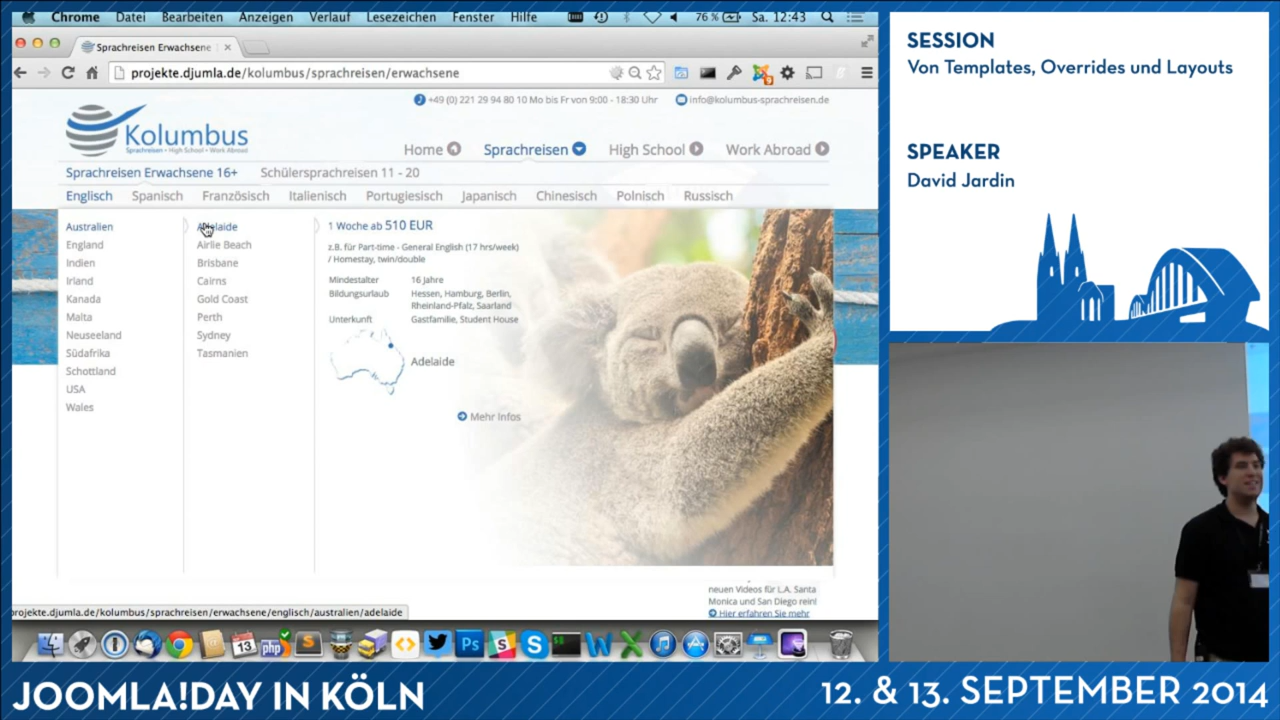 Chrome Datei Bearbeiten Anzeigen Verlauf Lesezeichen Fenster Hilfe 76 % Sa. 12:43
Sprachreisen Erwachsene
projekte.djumla.de/kolumbus/sprachreisen/erwachsene
+49 (0) 221 29 94 80 10 Mo bis Fr von 9:00 - 18:30 Uhr info@kolumbus-sprachreisen.de
Kolumbus
Sprachreisen • High School • Work Abroad
Home Sprachreisen High School Work Abroad
Sprachreisen Erwachsene 16+ Schülersprachreisen 11 - 20
Englisch Spanisch Französisch Italienisch Portugiesisch Japanisch Chinesisch Polnisch Russisch
Australien
England
Indien
Irland
Kanada
Malta
Neuseeland
Südafrika
Schottland
USA
Wales
Adelaide
Airlie Beach
Brisbane
Cairns
Gold Coast
Perth
Sydney
Tasmanien
1 Woche ab 510 EUR
z.B. für Part-time - General English (17 hrs/week)
/ Homestay, twin/double
Mindestalter 16 Jahre
Bildungsurlaub Hessen, Hamburg, Berlin,
Rheinland-Pfalz, Saarland
Unterkunft Gastfamilie, Student House
Adelaide
Mehr Infos
neuen Videos für L.A. Santa
Monica und San Diego rein!
Hier erfahren Sie mehr
rojekte.djumla.de/kolumbus/sprachreisen/erwachsene/englisch/australien/adelaide
13 php S Ps S S W X
SESSION
Von Templates, Overrides und Layouts
SPEAKER
David Jardin
JOOMLA!DAY IN KÖLN
12. & 13. SEPTEMBER 2014